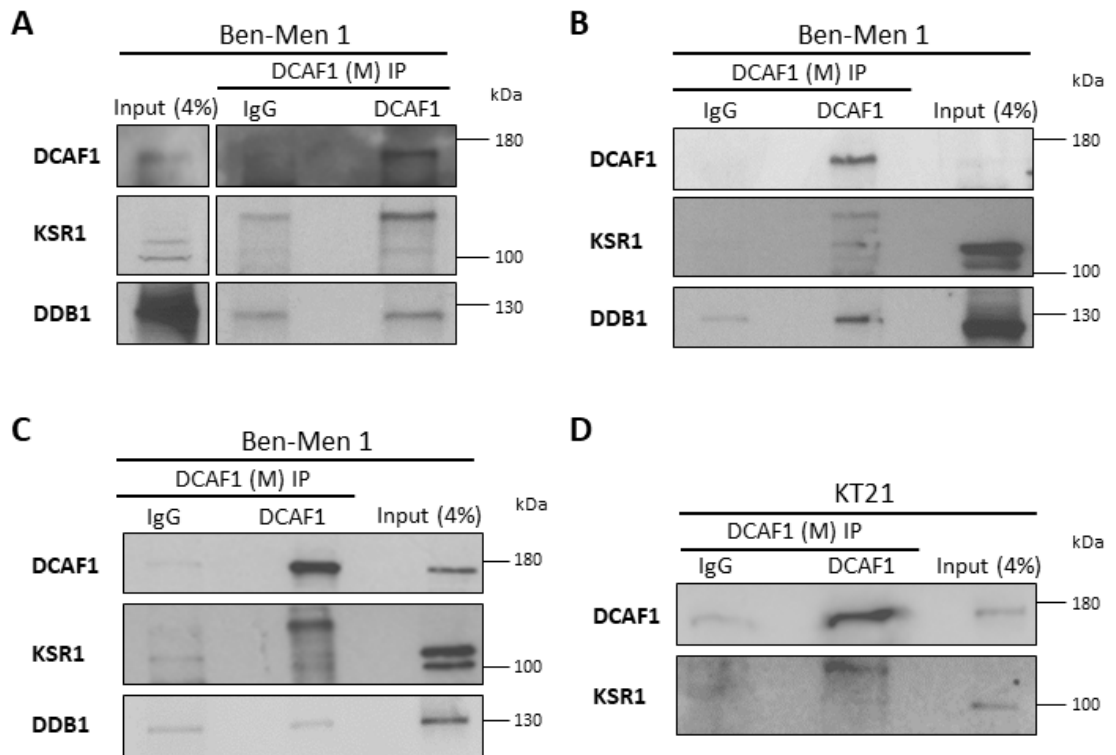 A
Ben-Men 1
DCAF1 (M) IP
kDa
Input (4%) IgG DCAF1
DCAF1 180
KSR1 100
DDB1 130
B
Ben-Men 1
DCAF1 (M) IP
kDa
IgG DCAF1 Input (4%)
DCAF1 180
KSR1 100
DDB1 130
C
Ben-Men 1
DCAF1 (M) IP
kDa
IgG DCAF1 Input (4%)
DCAF1 180
KSR1 100
DDB1 130
D
KT21
DCAF1 (M) IP
kDa
IgG DCAF1 Input (4%)
DCAF1 180
KSR1 100